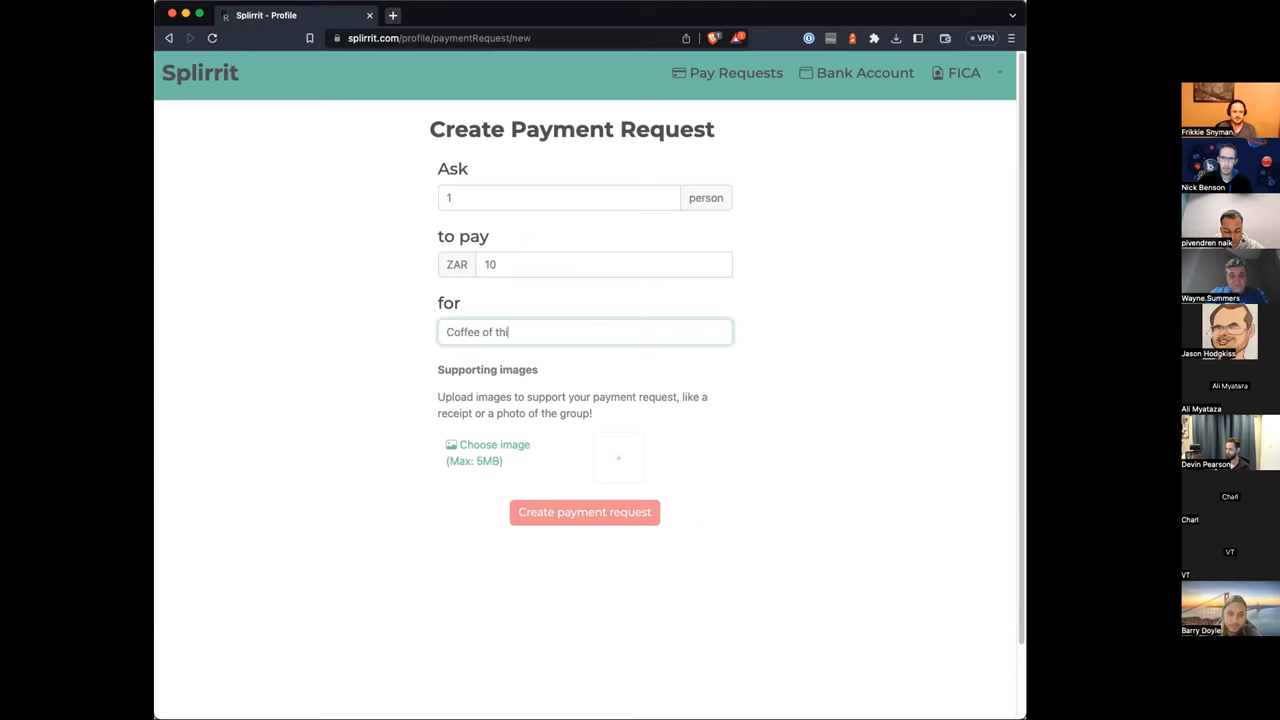 Splirrit - Profile
splirrit.com/profile/paymentRequest/new
VPN
Splirrit
Pay Requests
Bank Account
FICA
Create Payment Request
Ask
1
person
to pay
ZAR
10
for
Coffee of thi
Supporting images
Upload images to support your payment request, like a
receipt or a photo of the group!
Choose image
(Max: 5MB)
+
Create payment request
Frikkie Snyman
Nick Benson
pivendren naik
Wayne.Summers
Jason Hodgkiss
Ali Myataza
Ali Myataza
Devin Pearson
Charl
Charl
VT
VT
Barry Doyle